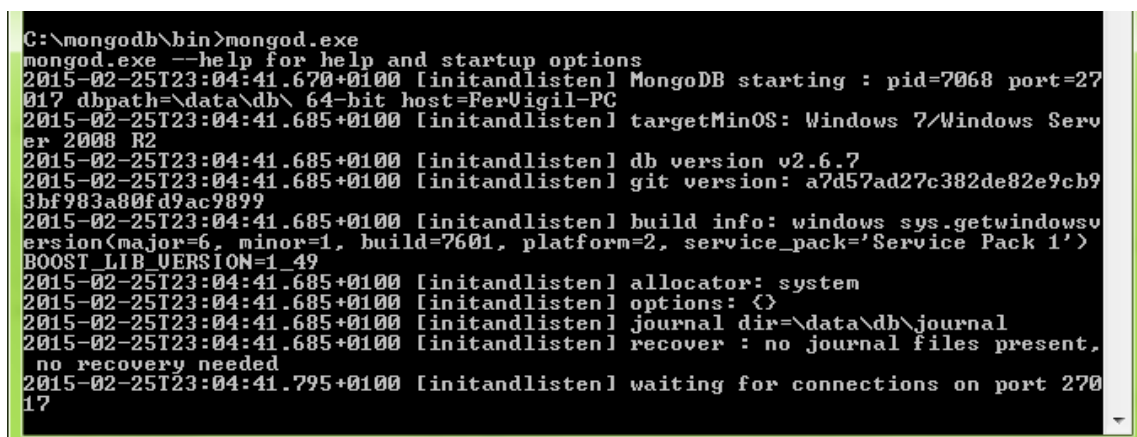 C:\mongodb\bin>mongod.exe
mongod.exe --help for help and startup options
2015-02-25T23:04:41.670+0100 [initandlisten] MongoDB starting : pid=7068 port=27
017 dbpath=\data\db\ 64-bit host=FerVigil-PC
2015-02-25T23:04:41.685+0100 [initandlisten] targetMinOS: Windows 7/Windows Serv
er 2008 R2
2015-02-25T23:04:41.685+0100 [initandlisten] db version v2.6.7
2015-02-25T23:04:41.685+0100 [initandlisten] git version: a7d57ad27c382de82e9cb9
3bf983a80fd9ac9899
2015-02-25T23:04:41.685+0100 [initandlisten] build info: windows sys.getwindowsv
ersion(major=6, minor=1, build=7601, platform=2, service_pack='Service Pack 1')
BOOST_LIB_VERSION=1_49
2015-02-25T23:04:41.685+0100 [initandlisten] allocator: system
2015-02-25T23:04:41.685+0100 [initandlisten] options: {}
2015-02-25T23:04:41.685+0100 [initandlisten] journal dir=\data\db\journal
2015-02-25T23:04:41.685+0100 [initandlisten] recover : no journal files present,
 no recovery needed
2015-02-25T23:04:41.795+0100 [initandlisten] waiting for connections on port 270
17